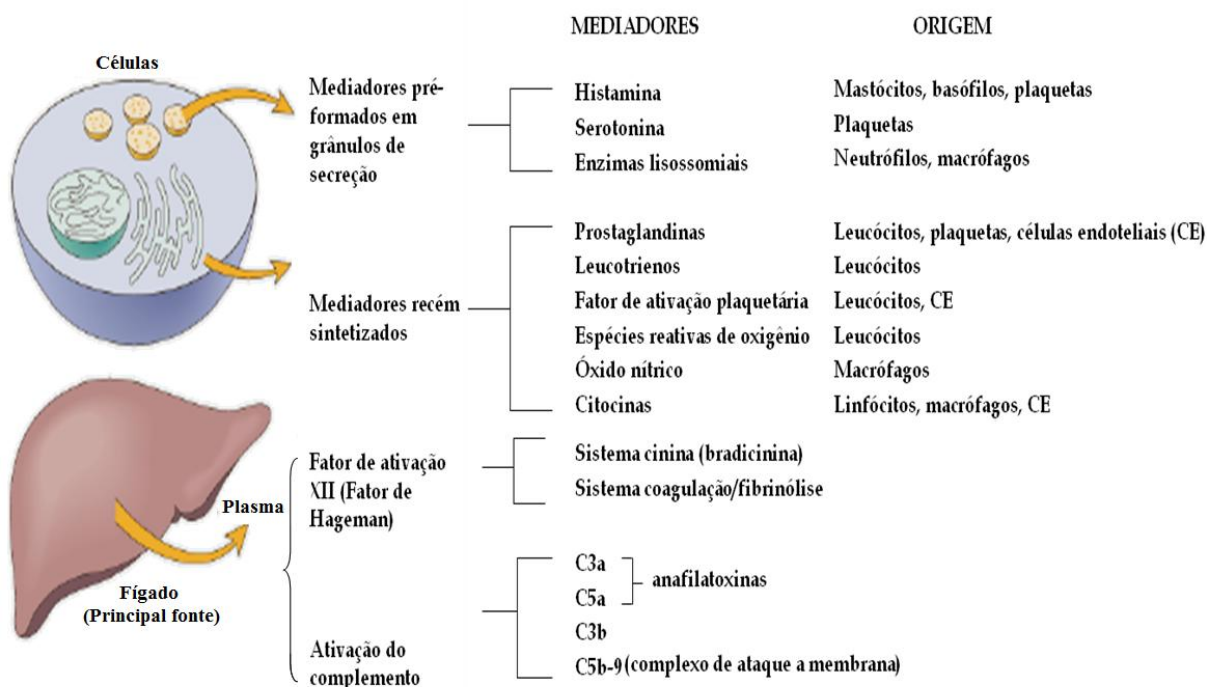 MEDIADORES ORIGEM
Células
Mediadores pré-
formados em
grânulos de
secreção
Histamina Mastócitos, basófilos, plaquetas
Serotonina Plaquetas
Enzimas lisossomiais Neutrófilos, macrófagos
Mediadores recém
sintetizados
Prostaglandinas Leucócitos, plaquetas, células endoteliais (CE)
Leucotrienos Leucócitos
Fator de ativação plaquetária Leucócitos, CE
Espécies reativas de oxigênio Leucócitos
Óxido nítrico Macrófagos
Citocinas Linfócitos, macrófagos, CE
Fígado
(Principal fonte)
Plasma
Fator de ativação
XII (Fator de
Hageman)
Sistema cinina (bradicinina)
Sistema coagulação/fibrinólise
Ativação do
complemento
C3a
C5a
anafilatoxinas
C3b
C5b-9 (complexo de ataque a membrana)